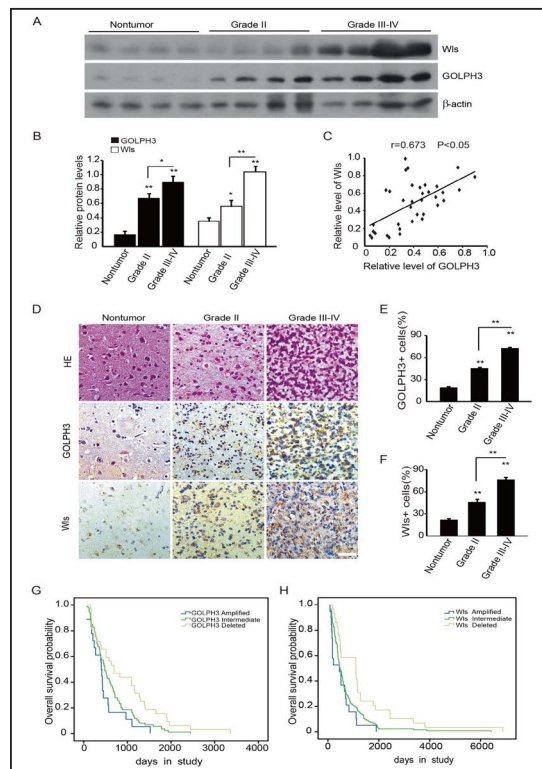 A
Nontumor Grade II Grade III-IV
Wls
GOLPH3
β-actin
B
GOLPH3
Wls
Relative protein levels
1.2
1.0
0.8
0.6
0.4
0.2
0
** * ** * ** **
Nontumor Grade II Grade III-IV Nontumor Grade II Grade III-IV
C
r=0.673 P<0.05
Relative level of Wls
1.0
0.8
0.6
0.4
0.2
0
0 0.2 0.4 0.6 0.8 1.0
Relative level of GOLPH3
D
Nontumor Grade II Grade III-IV
HE
GOLPH3
Wls
E
GOLPH3+ cells(%)
90
60
30
0
** ** **
Nontumor Grade II Grade III-IV
F
Wls+ cells(%)
90
60
30
0
** ** **
Nontumor Grade II Grade III-IV
G
GOLPH3 Amplified
GOLPH3 Intermediate
GOLPH3 Deleted
Overall survival probability
1.0
0.8
0.6
0.4
0.2
0
0 1000 2000 3000 4000
days in study
H
Wls Amplified
Wls Intermediate
Wls Deleted
Overall survival probability
1.0
0.8
0.6
0.4
0.2
0
0 2000 4000 6000
days in study